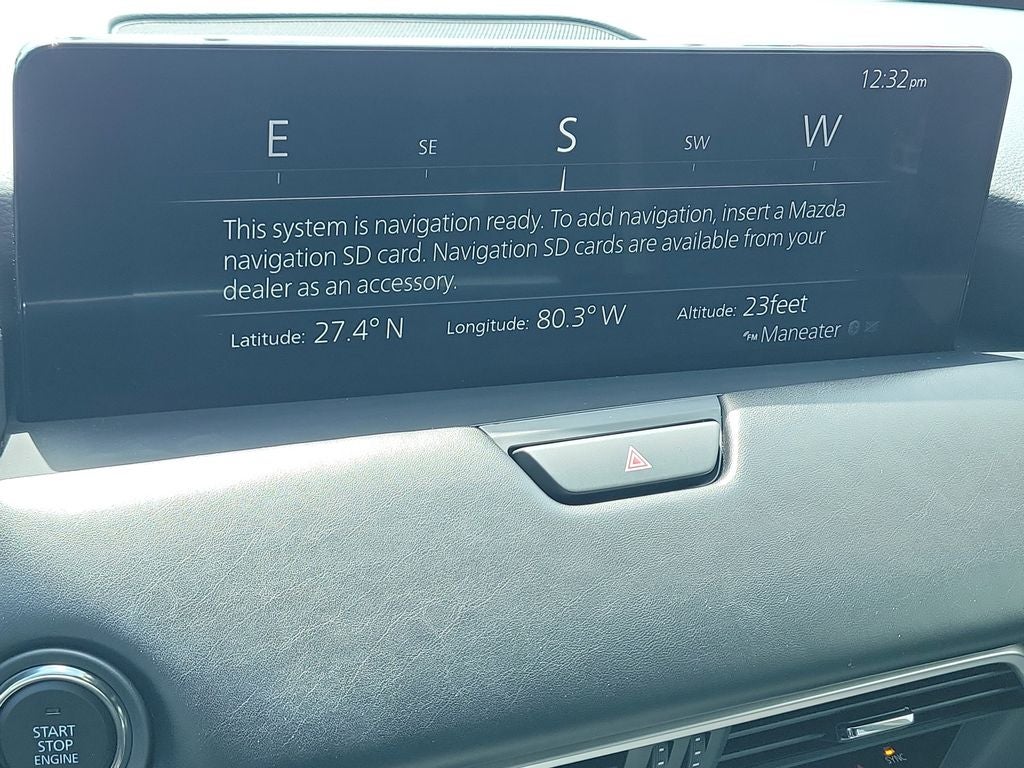 12:32pm
E SE S SW W
This system is navigation ready. To add navigation, insert a Mazda
navigation SD card. Navigation SD cards are available from your
dealer as an accessory.
Latitude: 27.4° N Longitude: 80.3° W Altitude: 23feet
FM Maneater
START
STOP
ENGINE
SYNC